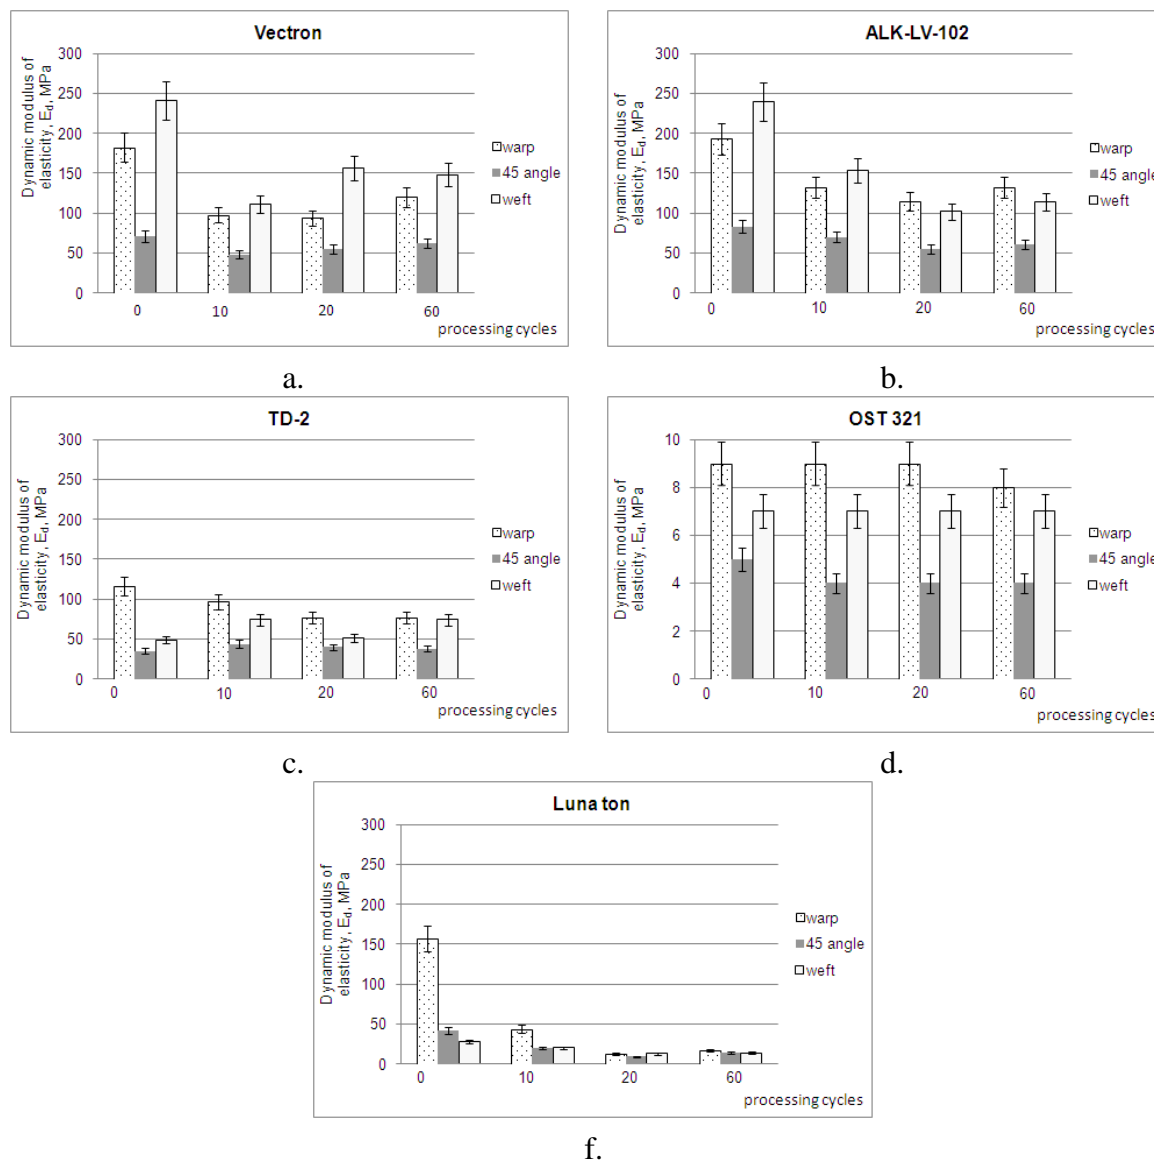 Vectron
Dynamic modulus of
elasticity, Ed, MPa
300
250
200
150
100
50
0
0
10
20
60
processing cycles
warp
45 angle
weft
a.
ALK-LV-102
Dynamic modulus of
elasticity, Ed, MPa
300
250
200
150
100
50
0
0
10
20
60
processing cycles
warp
45 angle
weft
b.
TD-2
Dynamic modulus of
elasticity, Ed, MPa
300
250
200
150
100
50
0
0
10
20
60
processing cycles
warp
45 angle
weft
c.
OST 321
Dynamic modulus of
elasticity, Ed, MPa
10
8
6
4
2
0
0
10
20
60
processing cycles
warp
45 angle
weft
d.
Luna ton
Dynamic modulus of
elasticity, Ed, MPa
300
250
200
150
100
50
0
0
10
20
60
processing cycles
warp
45 angle
weft
f.